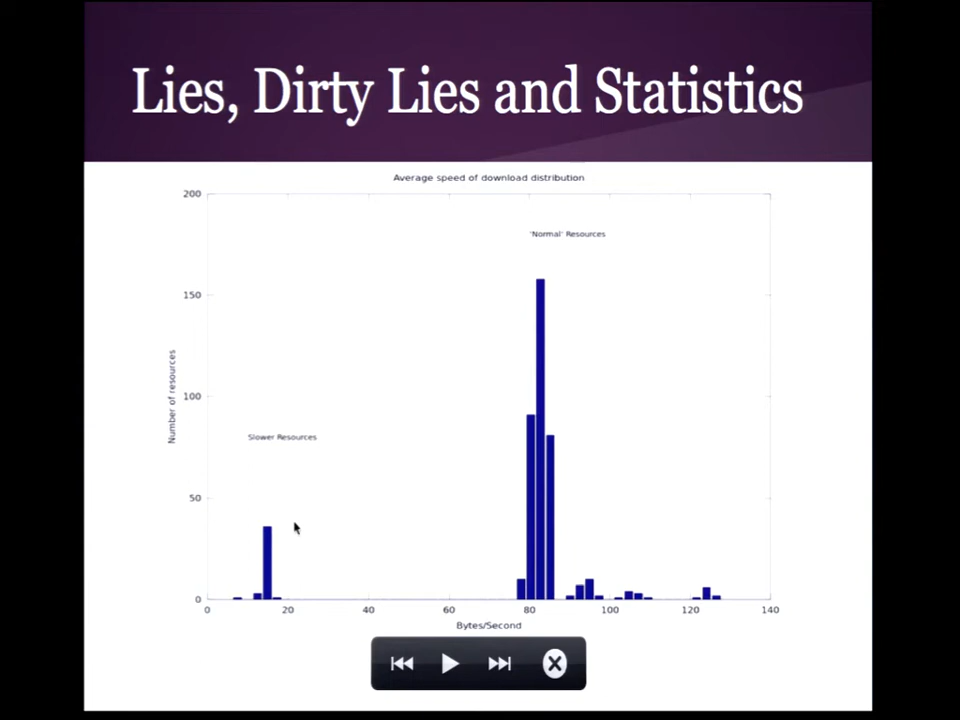 Lies, Dirty Lies and Statistics
Average speed of download distribution
200
'Normal' Resources
150
Number of resources
100
Slower Resources
50
0
0 20 40 60 80 100 120 140
Bytes/Second